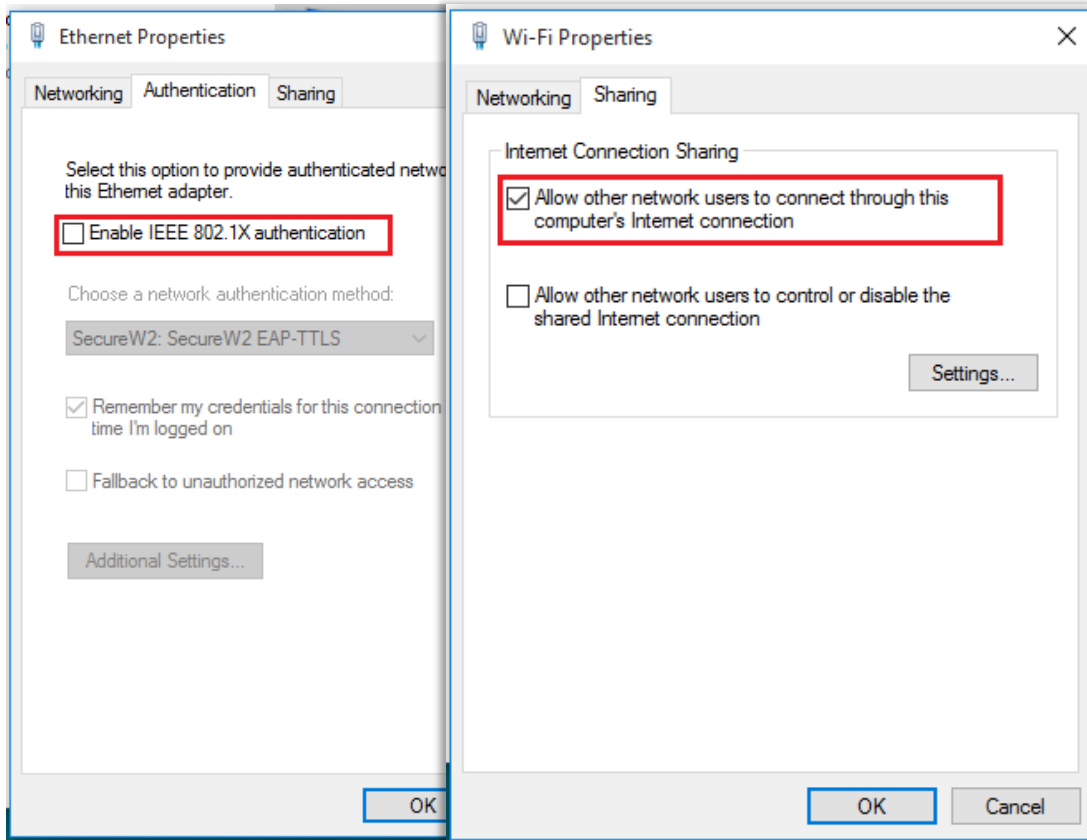 Ethernet Properties
Networking
Authentication
Sharing
Select this option to provide authenticated
this Ethernet adapter.
Enable IEEE 802.1X authentication
Choose a network authentication method:
SecureW2: SecureW2 EAP-TTLS
Remember my credentials for this connection
time I'm logged on
Fallback to unauthorized network access
Additional Settings...
OK
Wi-Fi Properties
Networking
Sharing
Internet Connection Sharing
Allow other network users to connect through this
computer's Internet connection
Allow other network users to control or disable the
shared Internet connection
Settings...
OK
Cancel